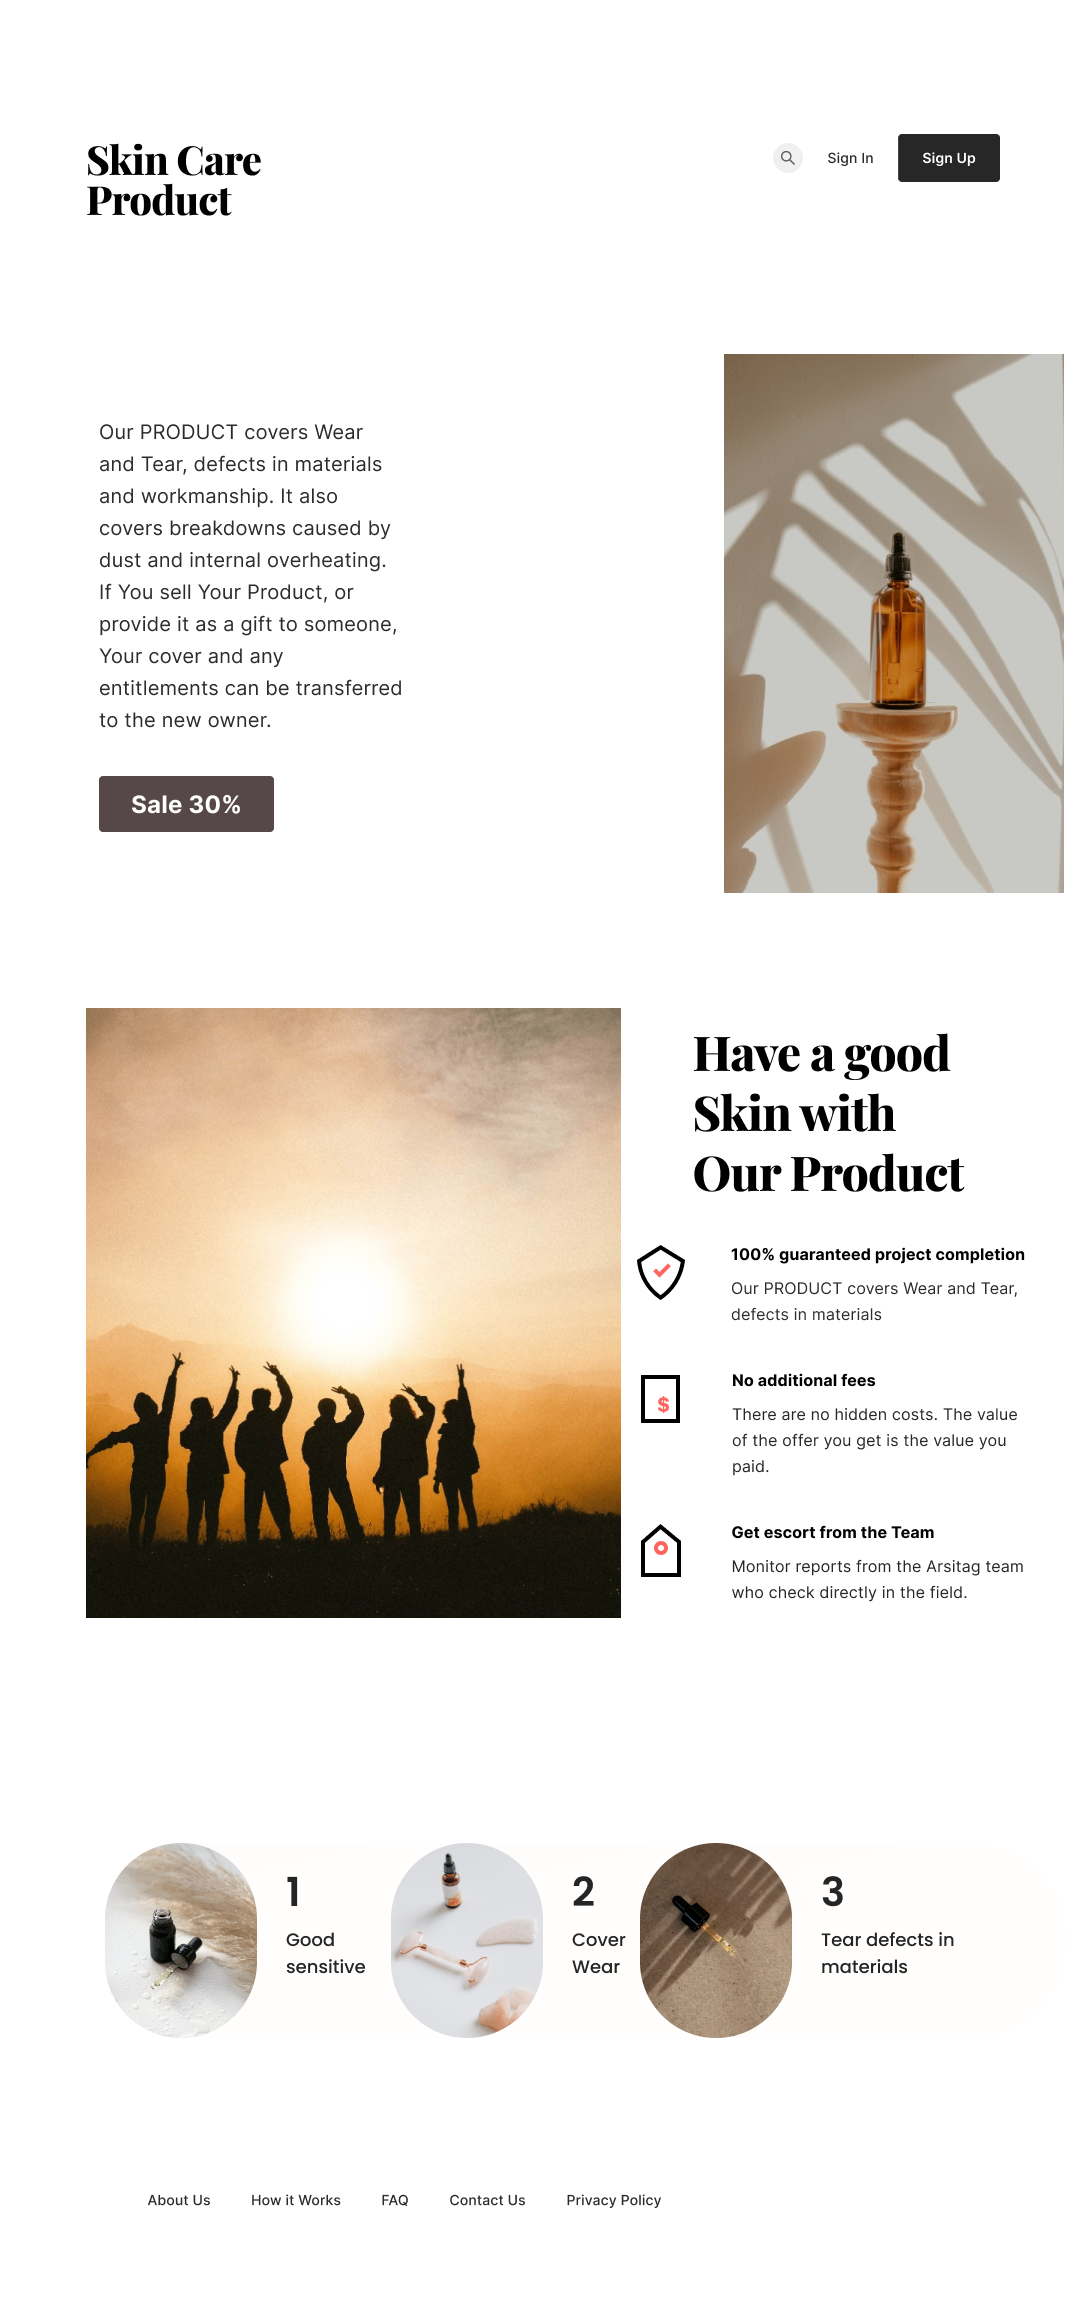 Skin Care
Product
Sign In
Sign Up
Our PRODUCT covers Wear
and Tear, defects in materials
and workmanship. It also
covers breakdowns caused by
dust and internal overheating.
If You sell Your Product, or
provide it as a gift to someone,
Your cover and any
entitlements can be transferred
to the new owner.
Sale 30%
Have a good
Skin with
Our Product
100% guaranteed project completion
Our PRODUCT covers Wear and Tear,
defects in materials
$
No additional fees
There are no hidden costs. The value
of the offer you get is the value you
paid.
Get escort from the Team
Monitor reports from the Arsitag team
who check directly in the field.
1
Good
sensitive
2
Cover
Wear
3
Tear defects in
materials
About Us
How it Works
FAQ
Contact Us
Privacy Policy